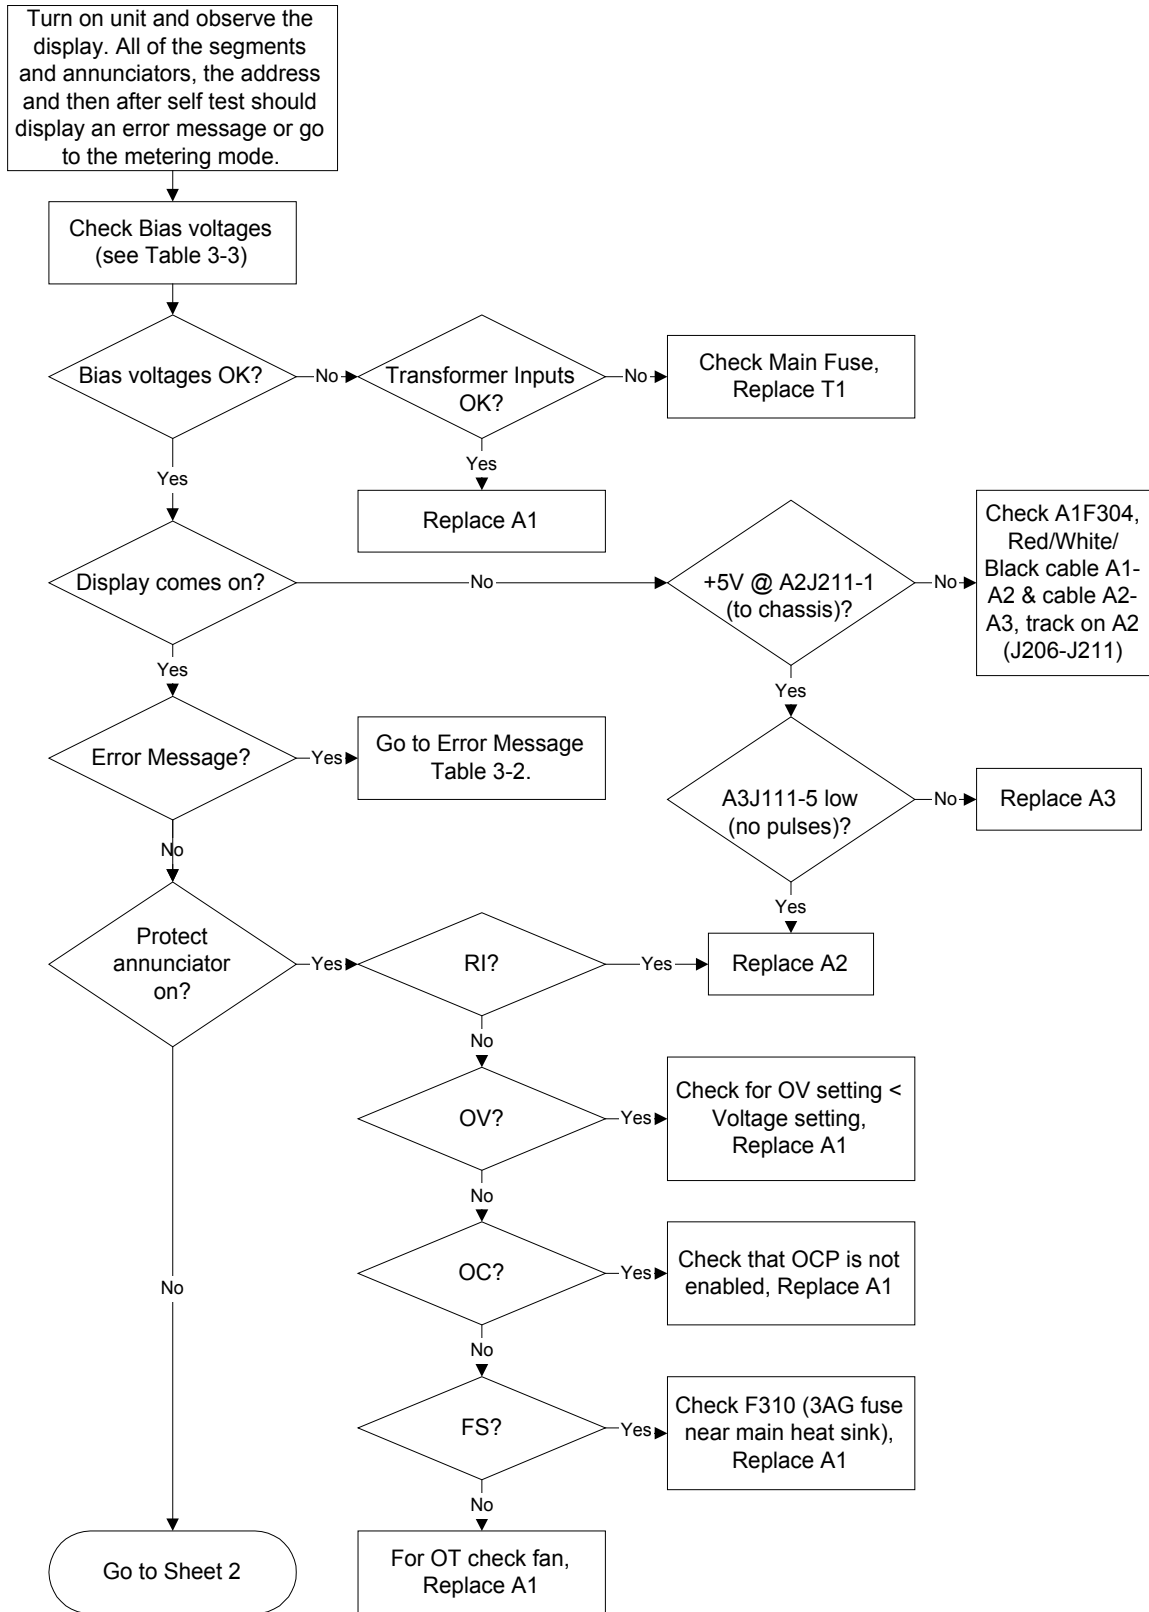 Turn on unit and observe the
display. All of the segments
and annunciators, the address
and then after self test should
display an error message or go
to the metering mode.
Check Bias voltages
(see Table 3-3)
Bias voltages OK?
No
Transformer Inputs
OK?
No
Check Main Fuse,
Replace T1
Yes
Yes
Replace A1
Display comes on?
No
+5V @ A2J211-1
(to chassis)?
No
Check A1F304,
Red/White/
Black cable A1-
A2 & cable A2-
A3, track on A2
(J206-J211)
Yes
Yes
Error Message?
Yes
Go to Error Message
Table 3-2.
A3J111-5 low
(no pulses)?
No
Replace A3
No
Yes
Protect
annunciator
on?
Yes
RI?
Yes
Replace A2
No
OV?
Yes
Check for OV setting <
Voltage setting,
Replace A1
No
OC?
Yes
Check that OCP is not
enabled, Replace A1
No
No
FS?
Yes
Check F310 (3AG fuse
near main heat sink),
Replace A1
No
Go to Sheet 2
For OT check fan,
Replace A1